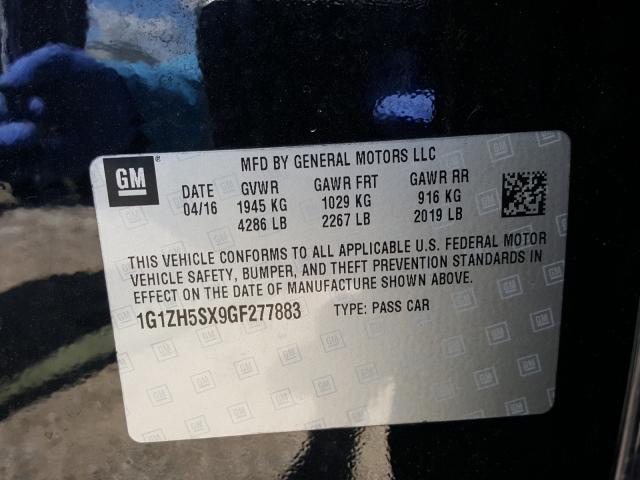 GM ®
MFD BY GENERAL MOTORS LLC
DATE GVWR GAWR FRT GAWR RR
04/16 1945 KG 1029 KG 916 KG
4286 LB 2267 LB 2019 LB
THIS VEHICLE CONFORMS TO ALL APPLICABLE U.S. FEDERAL MOTOR
VEHICLE SAFETY, BUMPER, AND THEFT PREVENTION STANDARDS IN
EFFECT ON THE DATE OF MANUFACTURE SHOWN ABOVE.
1G1ZH5SX9GF277883 TYPE: PASS CAR